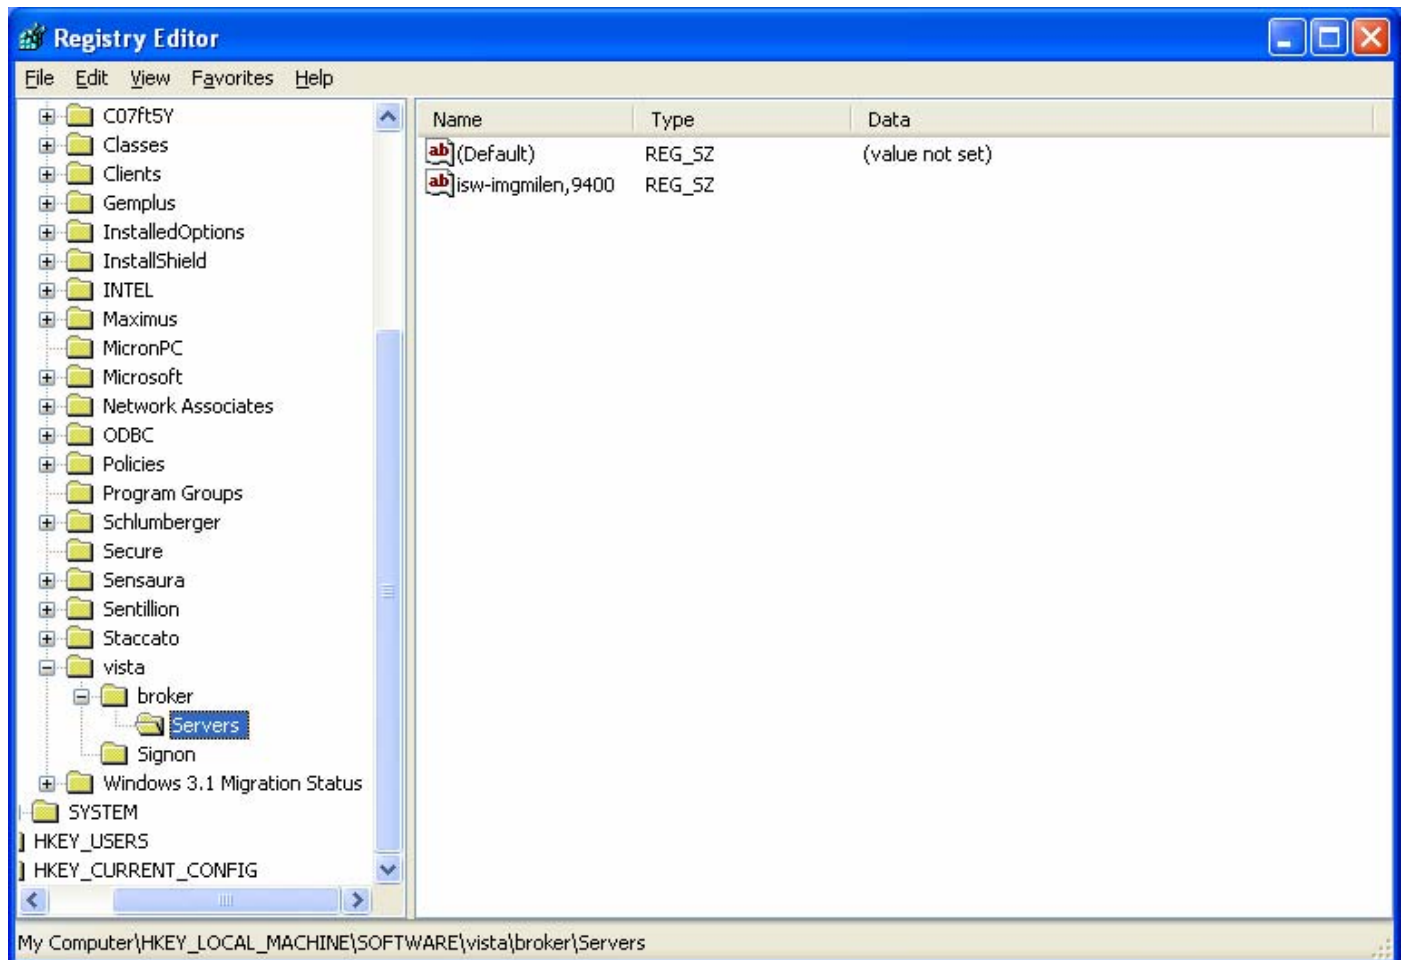 Registry Editor
File Edit View Favorites Help
C07ft5Y
Classes
Clients
Gemplus
InstalledOptions
InstallShield
INTEL
Maximus
MicronPC
Microsoft
Network Associates
ODBC
Policies
Program Groups
Schlumberger
Secure
Sensaura
Sentillion
Staccato
vista
broker
Servers
Signon
Windows 3.1 Migration Status
SYSTEM
HKEY_USERS
HKEY_CURRENT_CONFIG
Name Type Data
ab (Default) REG_SZ (value not set)
ab isw-imgmilen,9400 REG_SZ
My Computer\HKEY_LOCAL_MACHINE\SOFTWARE\vista\broker\Servers